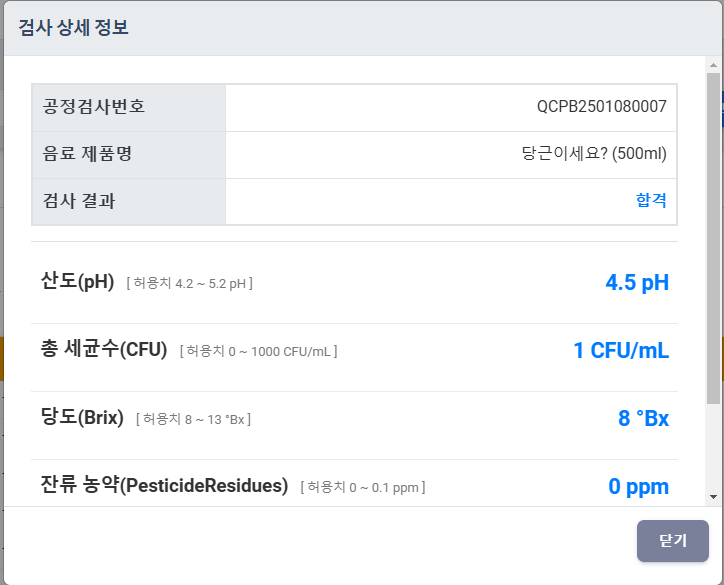 검사 상세 정보
공정검사번호 QCPB2501080007
음료 제품명 당근이세요? (500ml)
검사 결과 합격
산도(pH) [ 허용치 4.2 ~ 5.2 pH ] 4.5 pH
총 세균수(CFU) [ 허용치 0 ~ 1000 CFU/mL ] 1 CFU/mL
당도(Brix) [ 허용치 8 ~ 13 °Bx ] 8 °Bx
잔류 농약(PesticideResidues) [ 허용치 0 ~ 0.1 ppm ] 0 ppm
닫기